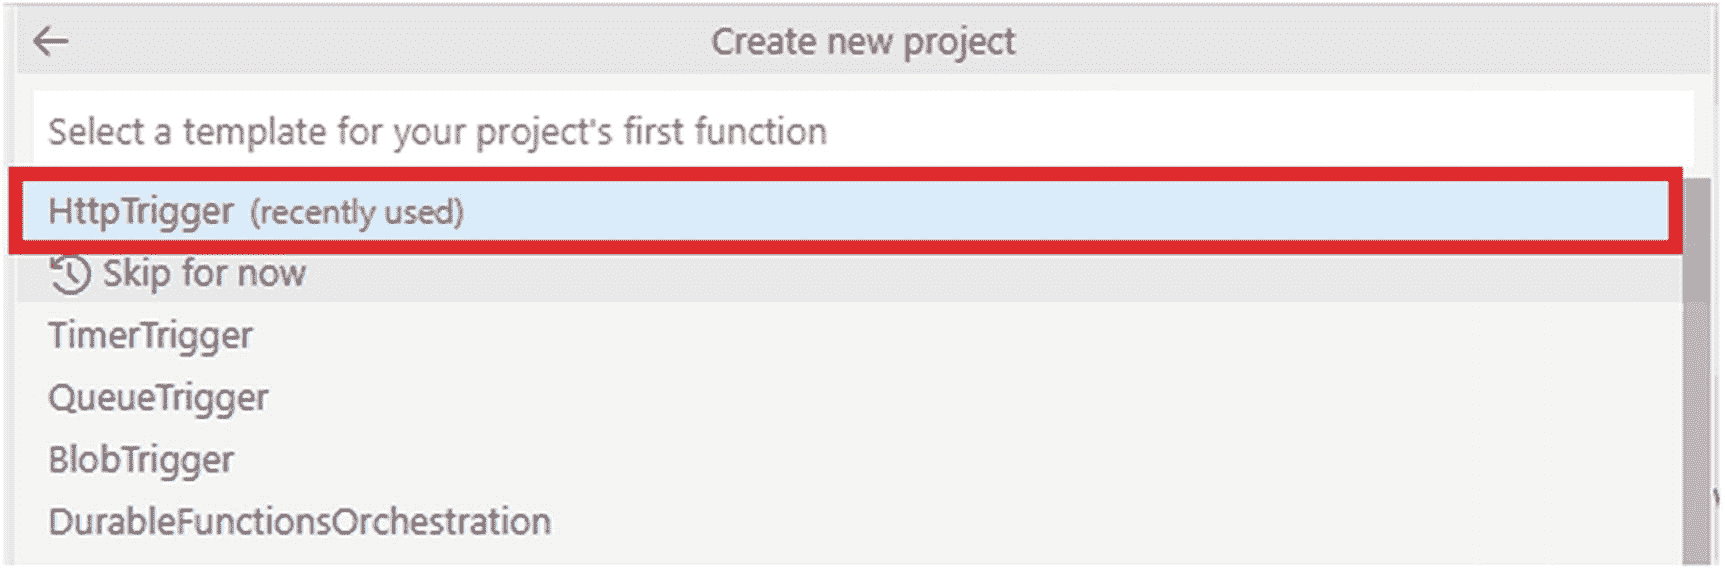 Create new project
Select a template for your project's first function
HttpTrigger (recently used)
Skip for now
TimerTrigger
QueueTrigger
BlobTrigger
DurableFunctionsOrchestration